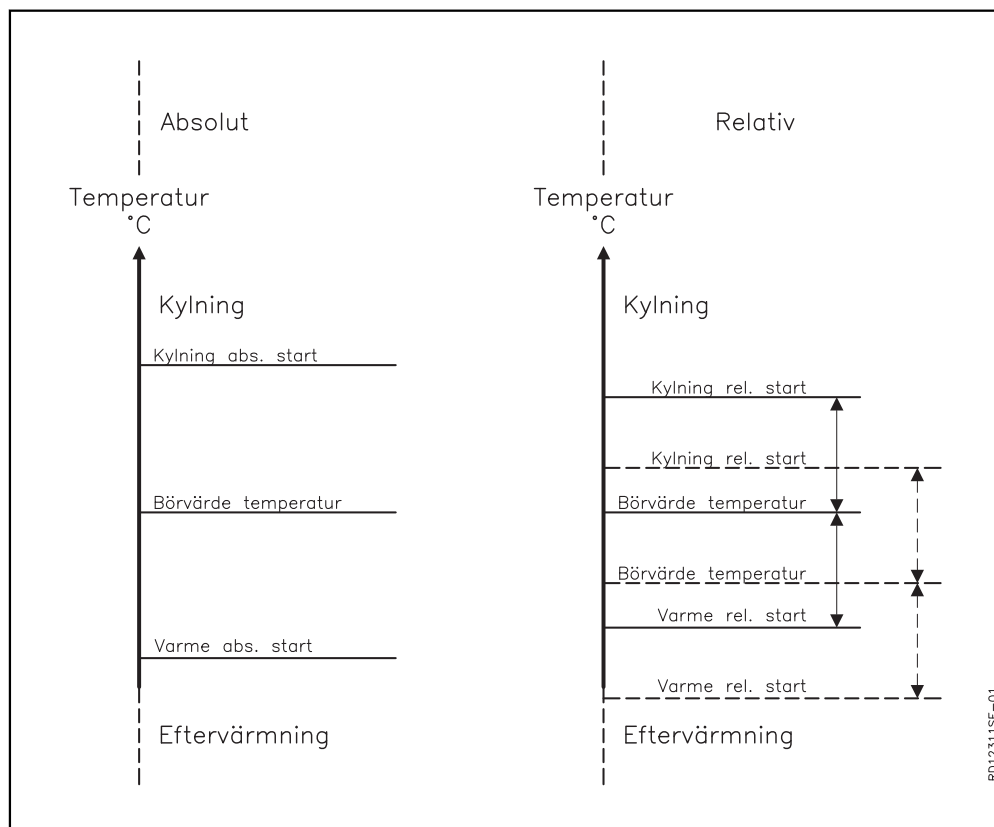 Absolut
Temperatur
°C
Kylning
Kylning abs. start
Börvärde temperatur
Varme abs. start
Eftervärmning
Relativ
Temperatur
°C
Kylning
Kylning rel. start
Kylning rel. start
Börvärde temperatur
Börvärde temperatur
Varme rel. start
Varme rel. start
Eftervärmning